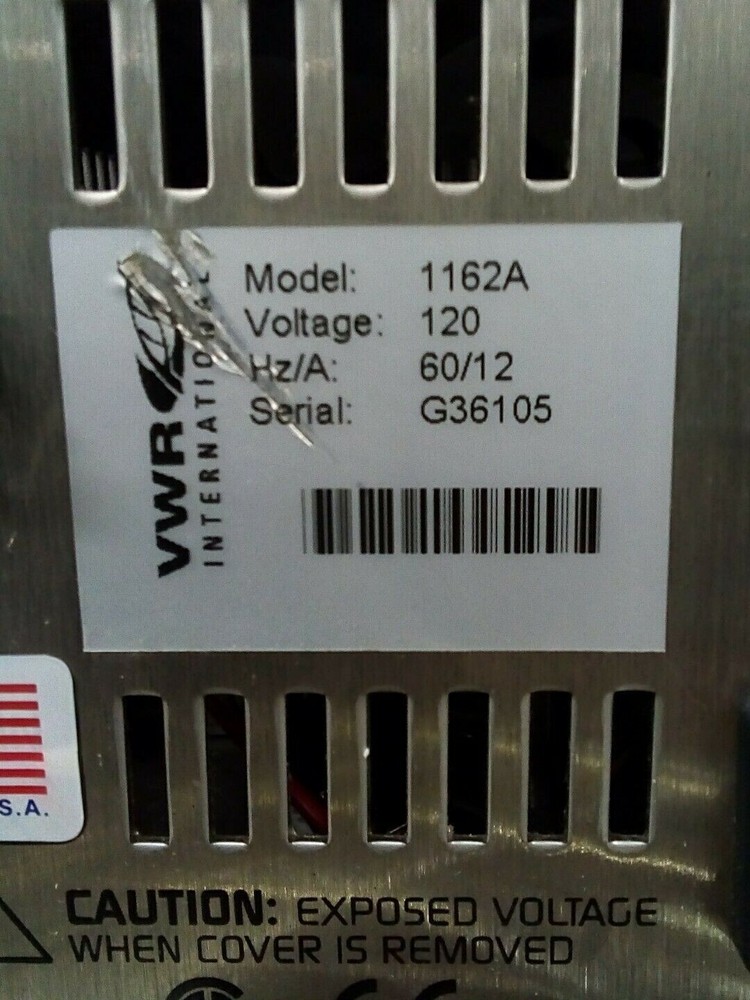 VWR
INTERNATIONAL
Model: 1162A
Voltage: 120
Hz/A: 60/12
Serial: G36105
S.A.
CAUTION: EXPOSED VOLTAGE
WHEN COVER IS REMOVED